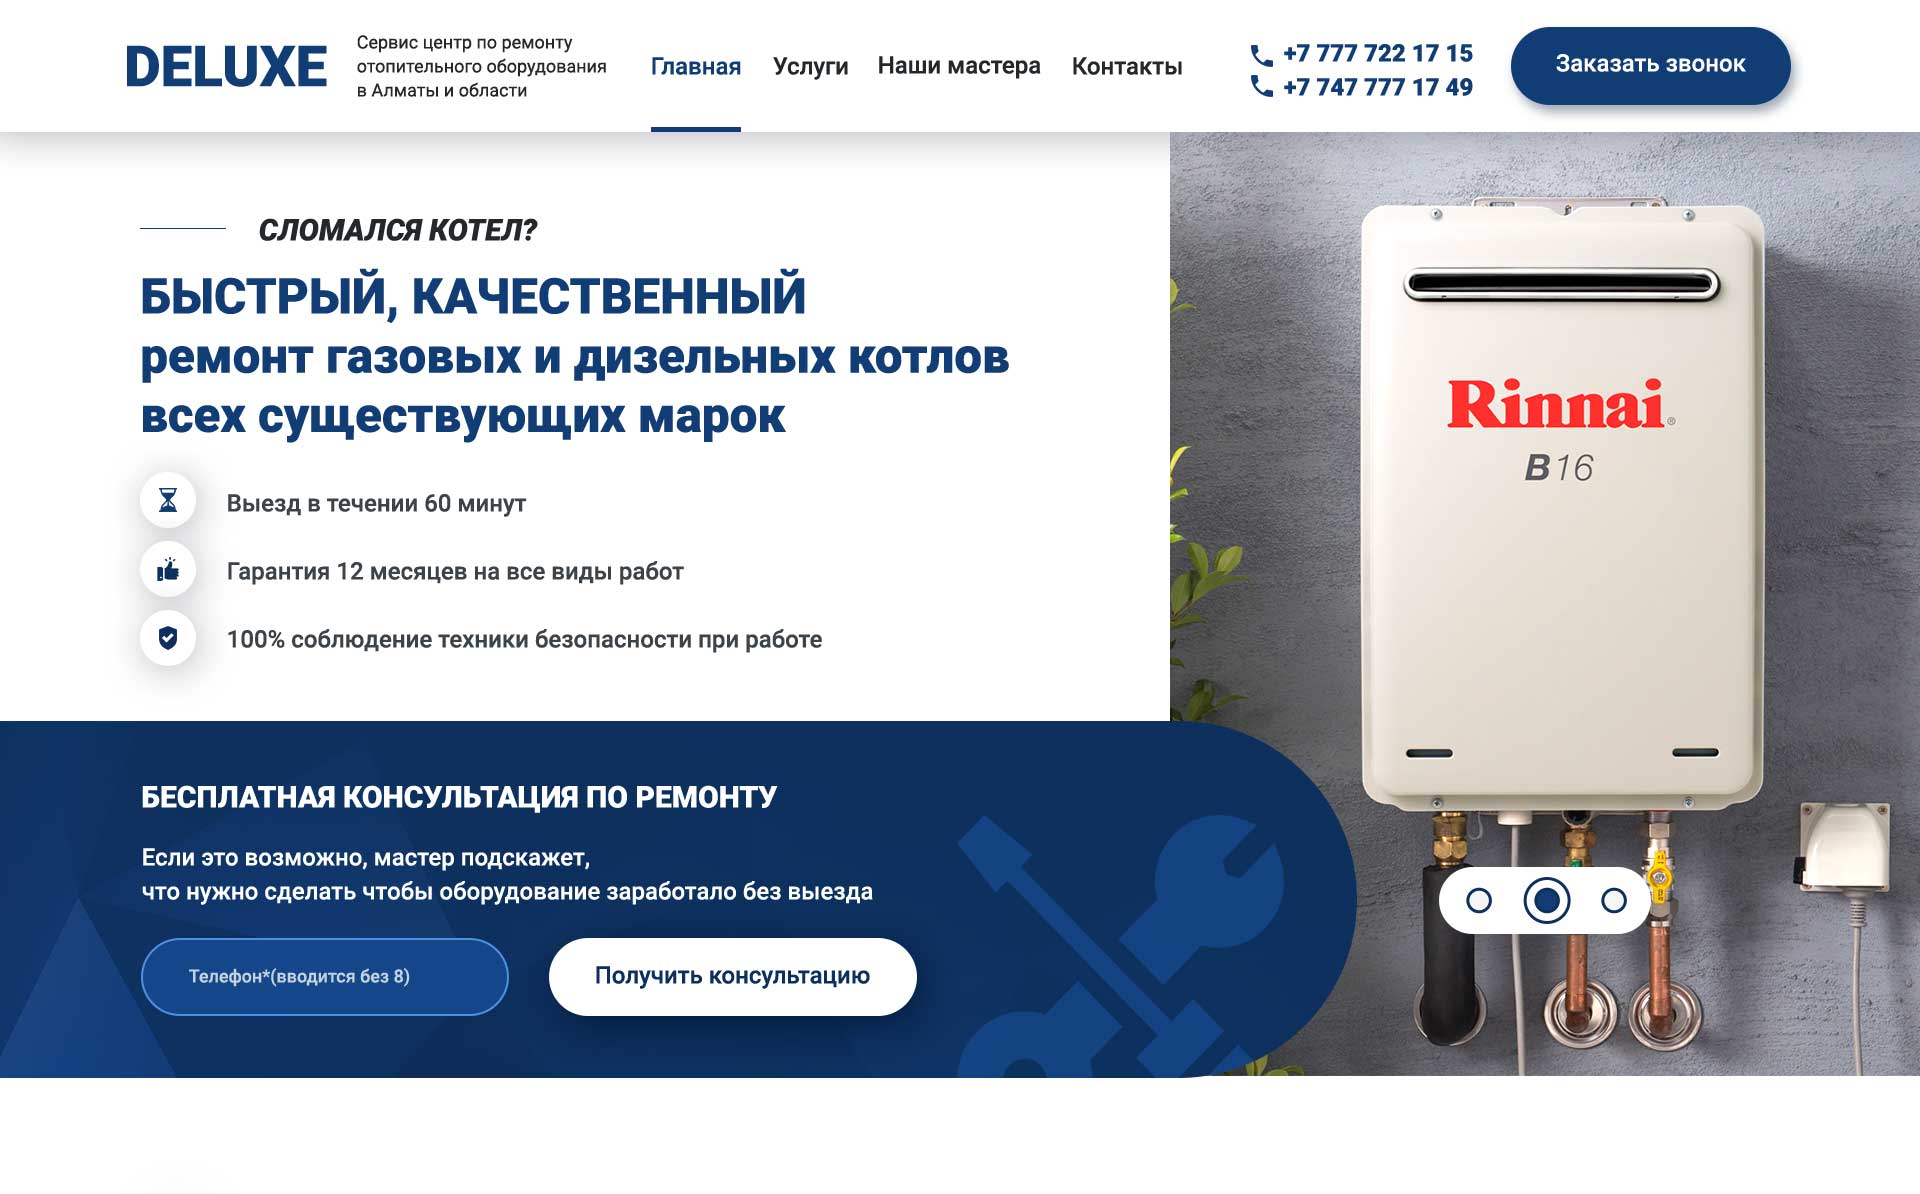 DELUXE
Сервис центр по ремонту
отопительного оборудования
в Алматы и области
Главная
Услуги
Наши мастера
Контакты
+7 777 722 17 15
+7 747 777 17 49
Заказать звонок
СЛОМАЛСЯ КОТЕЛ?
БЫСТРЫЙ, КАЧЕСТВЕННЫЙ
ремонт газовых и дизельных котлов
всех существующих марок
Выезд в течении 60 минут
Гарантия 12 месяцев на все виды работ
100% соблюдение техники безопасности при работе
Rinnai®
B16
БЕСПЛАТНАЯ КОНСУЛЬТАЦИЯ ПО РЕМОНТУ
Если это возможно, мастер подскажет,
что нужно сделать чтобы оборудование заработало без выезда
Телефон*(вводится без 8)
Получить консультацию